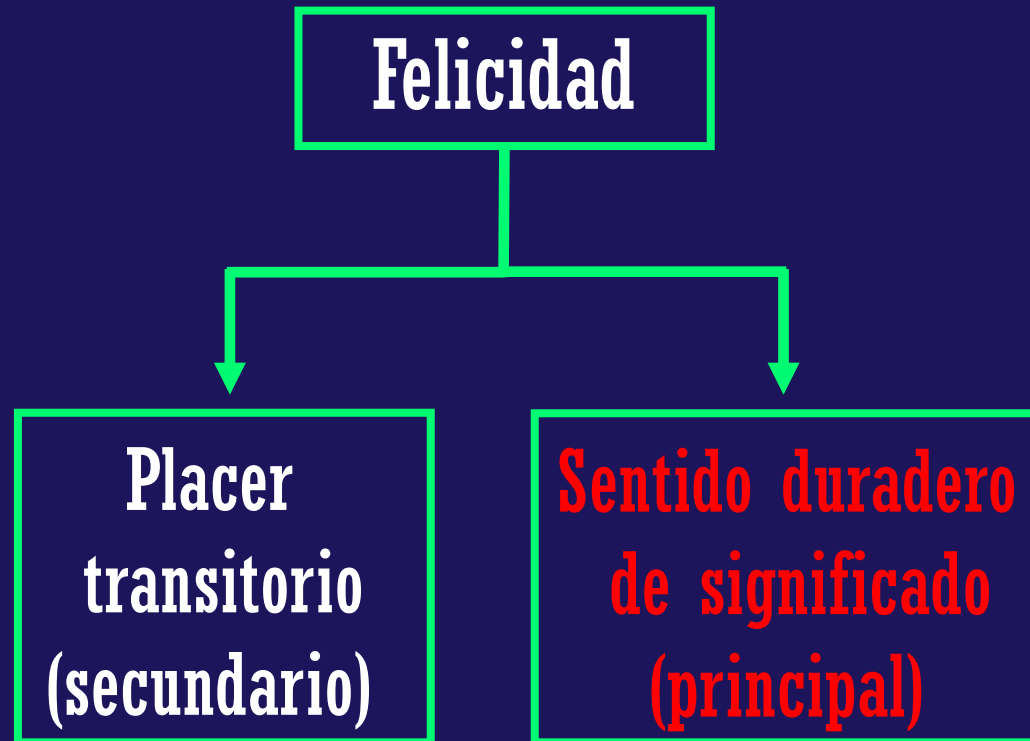 Felicidad
Placer
transitorio
(secundario)
Sentido duradero
de significado
(principal)